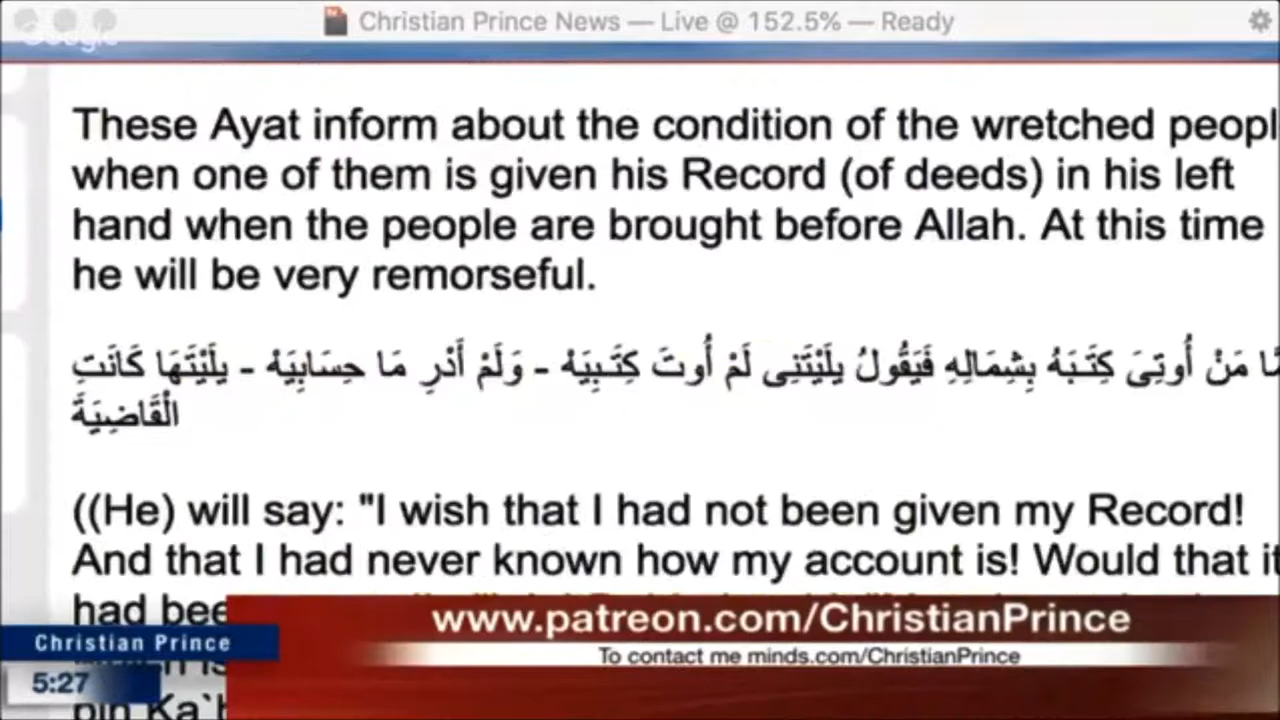 Christian Prince News — Live @ 152.5% — Ready
Google
These Ayat inform about the condition of the wretched peopl
when one of them is given his Record (of deeds) in his left
hand when the people are brought before Allah. At this time
he will be very remorseful.
مَّا مَنْ أُوتِىَ كِتَـبَهُ بِشِمَالِهِ فَيَقُولُ يلَيْتَنِى لَمْ أُوتَ كِتَـبِيَهْ - وَلَمْ أَدْرِ مَا حِسَابِيَهْ - يلَيْتَهَا كَانَتِ
الْقَاضِيَةَ
((He) will say: "I wish that I had not been given my Record!
And that I had never known how my account is! Would that it
had bee
www.patreon.com/ChristianPrince
Christian Prince
To contact me minds.com/ChristianPrince
5:27
bin Ka`b